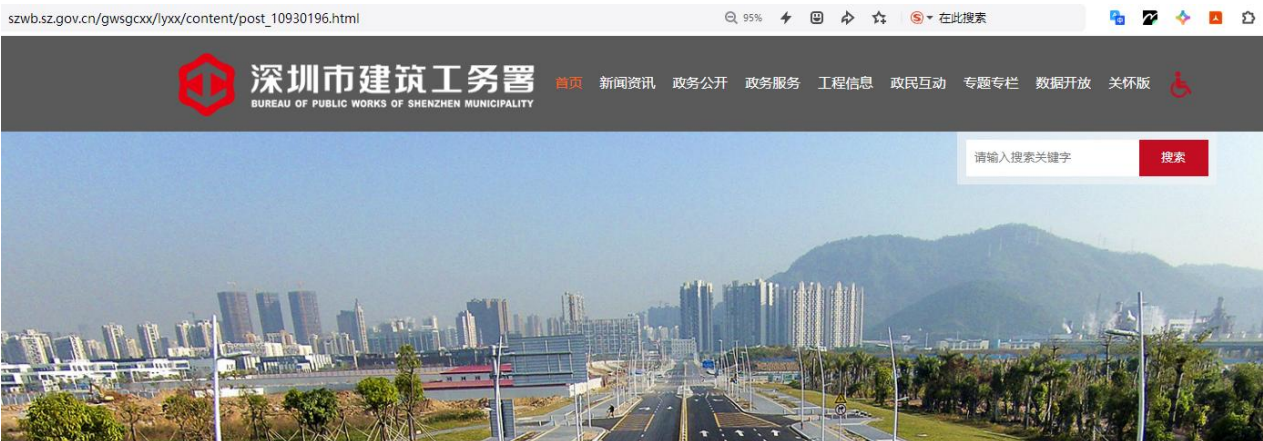 szwb.sz.gov.cn/gwsgcxx/lyxx/content/post_10930196.html 95% 在此搜索
深圳市建筑工务署 首页 新闻资讯 政务公开 政务服务 工程信息 政民互动 专题专栏 数据开放 关怀版
BUREAU OF PUBLIC WORKS OF SHENZHEN MUNICIPALITY
请输入搜索关键字 搜索